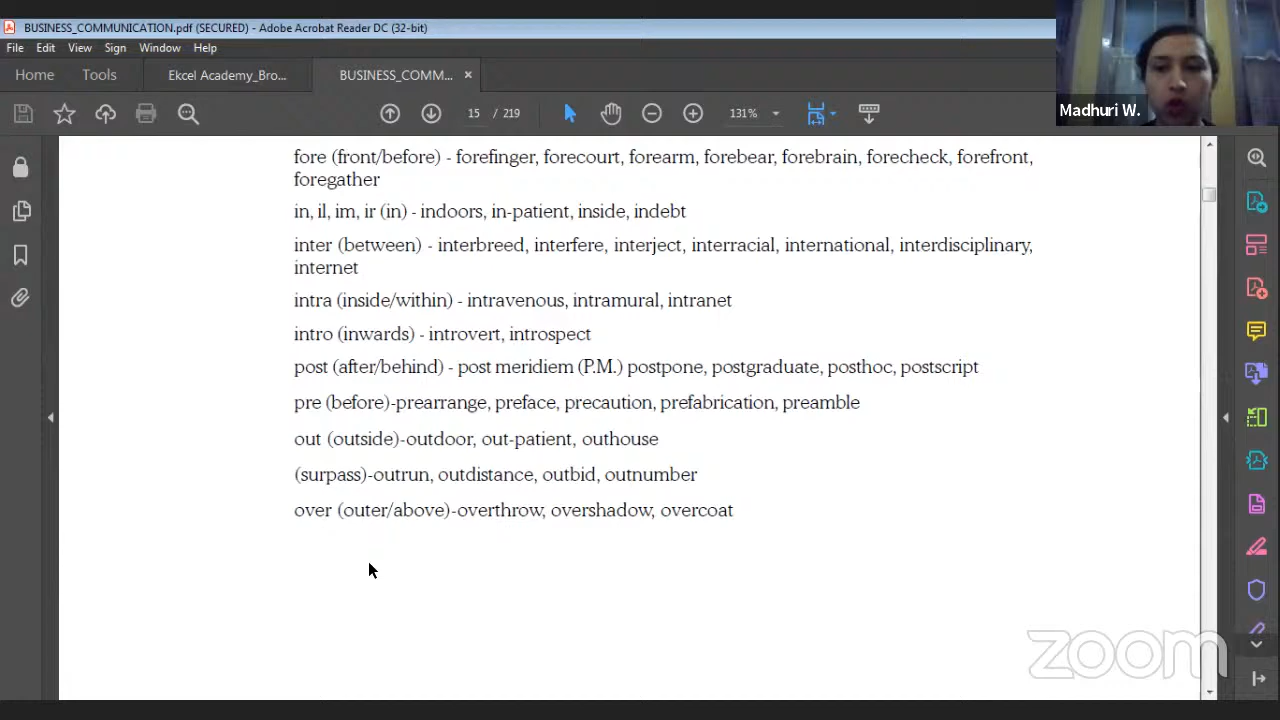 BUSINESS_COMMUNICATION.pdf (SECURED) - Adobe Acrobat Reader DC (32-bit)
File Edit View Sign Window Help
Home Tools Ekcel Academy_Bro... BUSINESS_COMM... ×
15 / 219 131%
Madhuri W.
fore (front/before) - forefinger, forecourt, forearm, forebear, forebrain, forecheck, forefront,
foregather
in, il, im, ir (in) - indoors, in-patient, inside, indebt
inter (between) - interbreed, interfere, interject, interracial, international, interdisciplinary,
internet
intra (inside/within) - intravenous, intramural, intranet
intro (inwards) - introvert, introspect
post (after/behind) - post meridiem (P.M.) postpone, postgraduate, posthoc, postscript
pre (before)-prearrange, preface, precaution, prefabrication, preamble
out (outside)-outdoor, out-patient, outhouse
(surpass)-outrun, outdistance, outbid, outnumber
over (outer/above)-overthrow, overshadow, overcoat
zoom